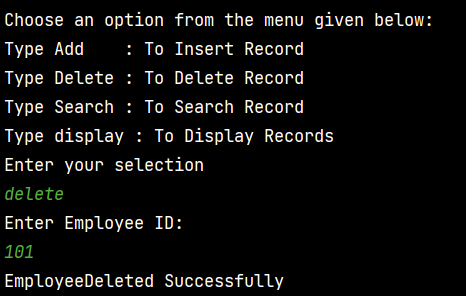 Choose an option from the menu given below:
Type Add    : To Insert Record
Type Delete : To Delete Record
Type Search : To Search Record
Type display : To Display Records
Enter your selection
delete
Enter Employee ID:
101
EmployeeDeleted Successfully